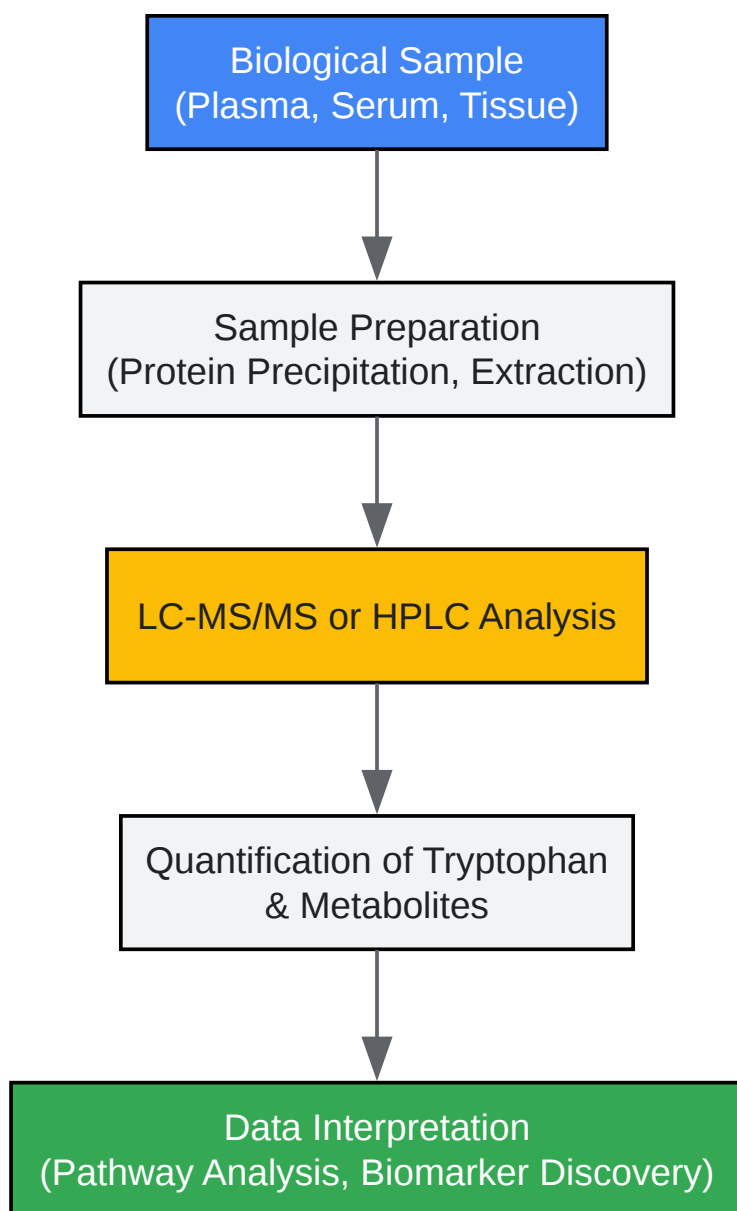 Biological Sample
(Plasma, Serum, Tissue)
Sample Preparation
(Protein Precipitation, Extraction)
LC-MS/MS or HPLC Analysis
Quantification of Tryptophan
& Metabolites
Data Interpretation
(Pathway Analysis, Biomarker Discovery)